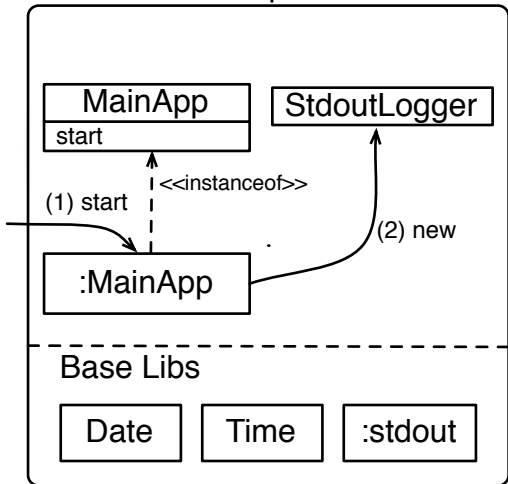 MainApp
StdoutLogger
start
<<instanceof>>
(1) start
(2) new
:MainApp
Base Libs
Date
Time
:stdout